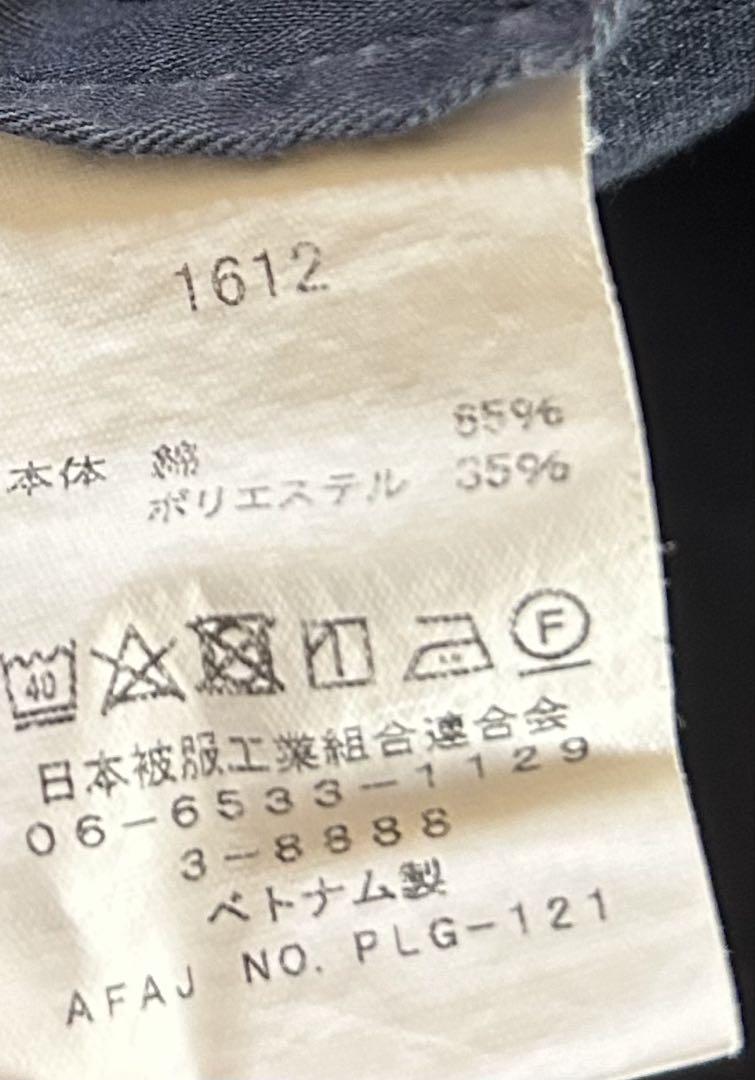 1612
本体 綿 65%
ポリエステル 35%
40
F
日本被服工業組合連合会
06-6533-1129
3-8888
ベトナム製
AFAJ NO. PLG-121